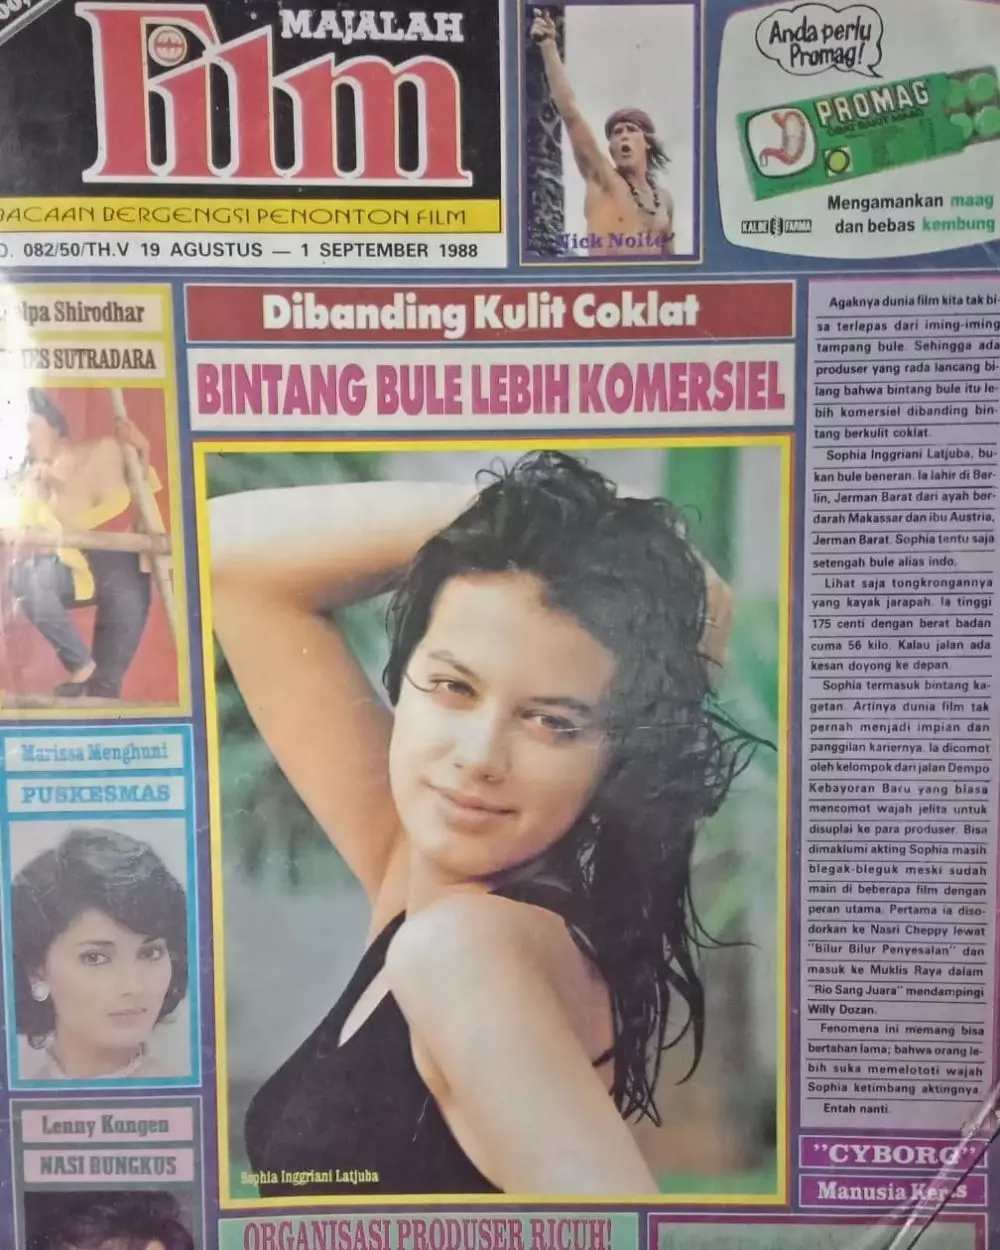 MAJALAH
Film
BACAAN BERGENGSI PENONTON FILM
082/50/TH.V 19 AGUSTUS — 1 SEPTEMBER 1988
Nick Nolte
Anda perlu
Promag!
PROMAG
Mengamankan maag
dan bebas kembung
KALBE FARMA
Shirodhar
SUTRADARA
Marissa Menghuni
PUSKESMAS
Lenny Kangen
NASI BUNGKUS
Dibanding Kulit Coklat
BINTANG BULE LEBIH KOMERSIEL
Sophia Inggriani Latjuba
ORGANISASI PRODUSER RICUH!
Agaknya dunia film kita tak bi-
sa terlepas dari iming-iming
tampang bule. Sehingga ada
produser yang rada lancang bi-
lang bahwa bintang bule itu le-
bih komersiel dibanding bin-
tang berkulit coklat.
Sophia Inggriani Latjuba, bu-
kan bule beneran. Ia lahir di Ber-
lin, Jerman Barat dari ayah ber-
darah Makassar dan ibu Austria,
Jerman Barat. Sophia tentu saja
setengah bule alias indo.
Lihat saja tongkrongannya
yang kayak jarapah. Ia tinggi
175 centi dengan berat badan
cuma 56 kilo. Kalau jalan ada
kesan doyong ke depan.
Sophia termasuk bintang ka-
getan. Artinya dunia film tak
pernah menjadi impian dan
panggilan kariernya. Ia dicomot
oleh kelompok dari jalan Dempo
Kebayoran Baru yang biasa
mencomot wajah jelita untuk
disuplai ke para produser. Bisa
dimaklumi akting Sophia masih
blegak-bleguk meski sudah
main di beberapa film dengan
peran utama. Pertama ia diso-
dorkan ke Nasri Cheppy lewat
"Bilur Bilur Penyesalan" dan
masuk ke Muklis Raya dalam
"Rio Sang Juara" mendampingi
Willy Dozan.
Fenomena ini memang bisa
bertahan lama; bahwa orang le-
bih suka memelototi wajah
Sophia ketimbang aktingnya.
Entah nanti.
"CYBORG"
Manusia